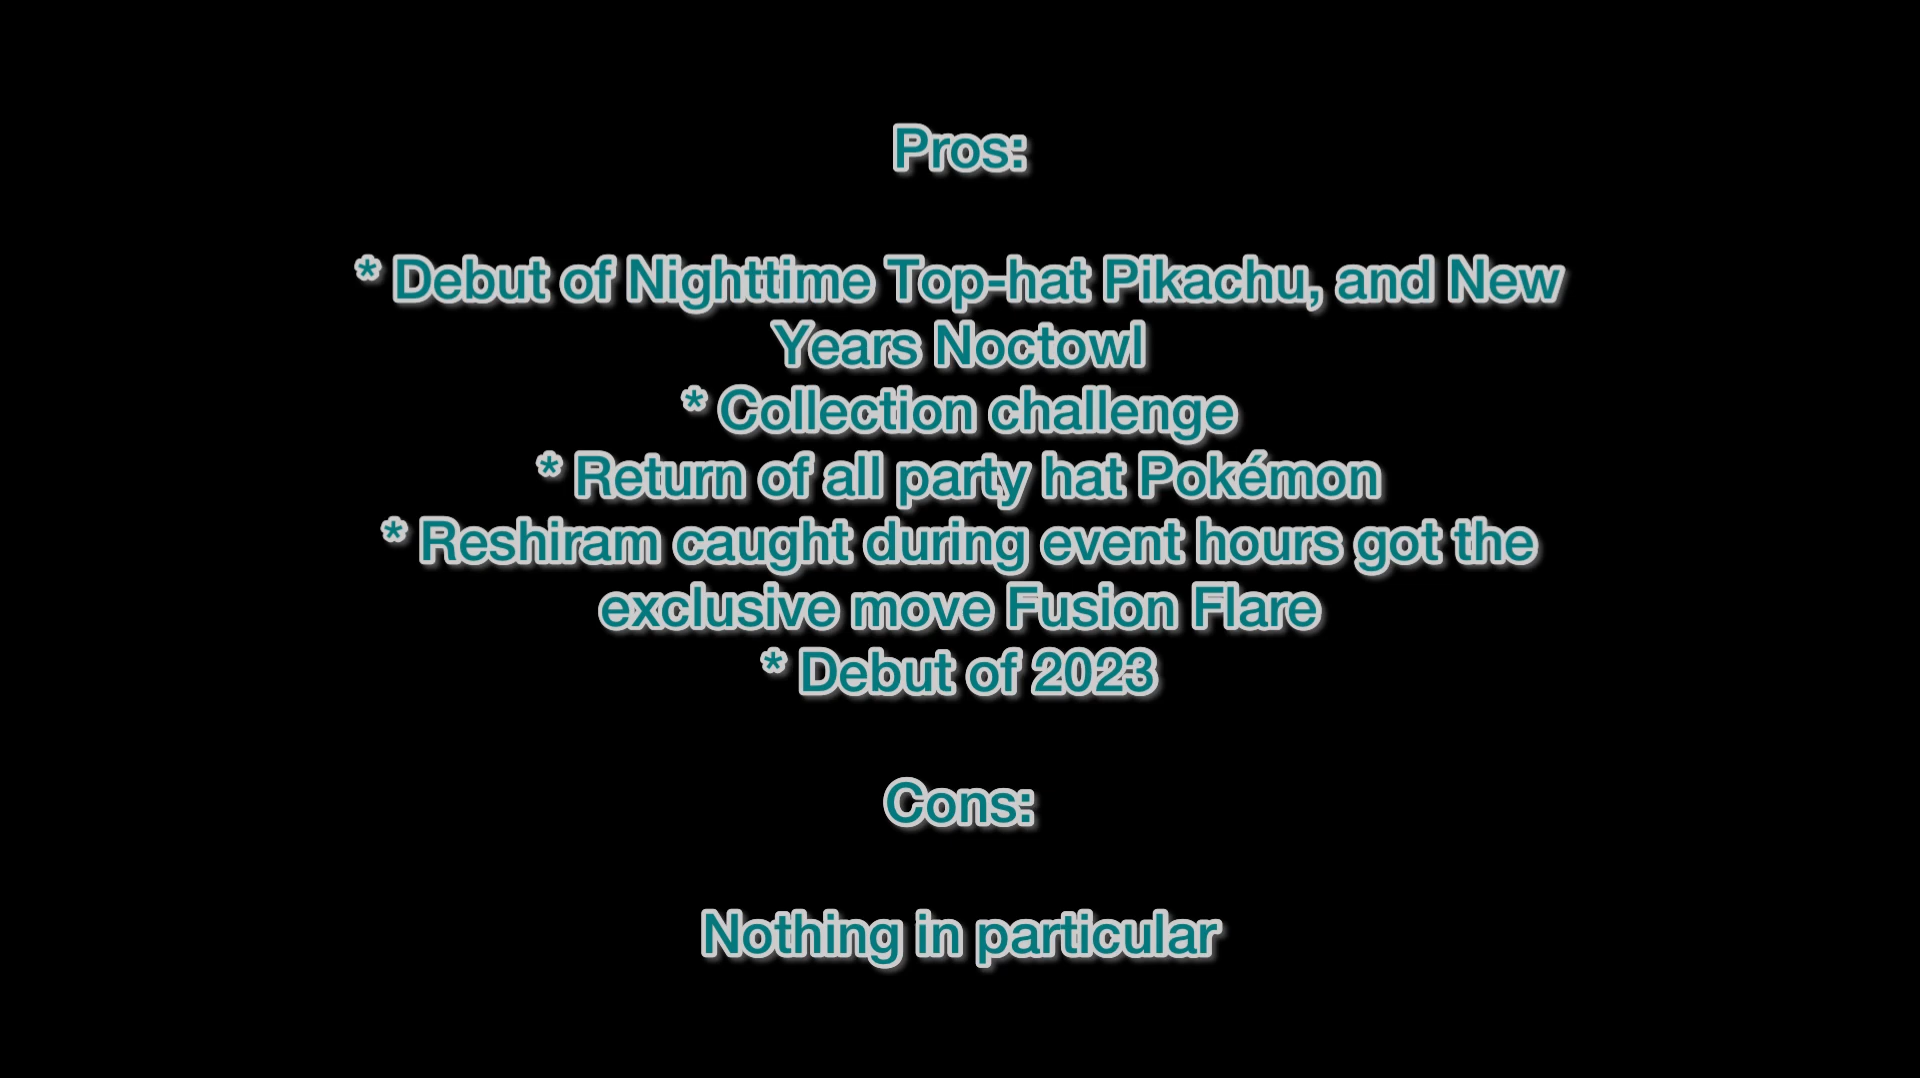 Pros:
* Debut of Nighttime Top-hat Pikachu, and New
Years Noctowl
* Collection challenge
* Return of all party hat Pokémon
* Reshiram caught during event hours got the
exclusive move Fusion Flare
* Debut of 2023
Cons:
Nothing in particular